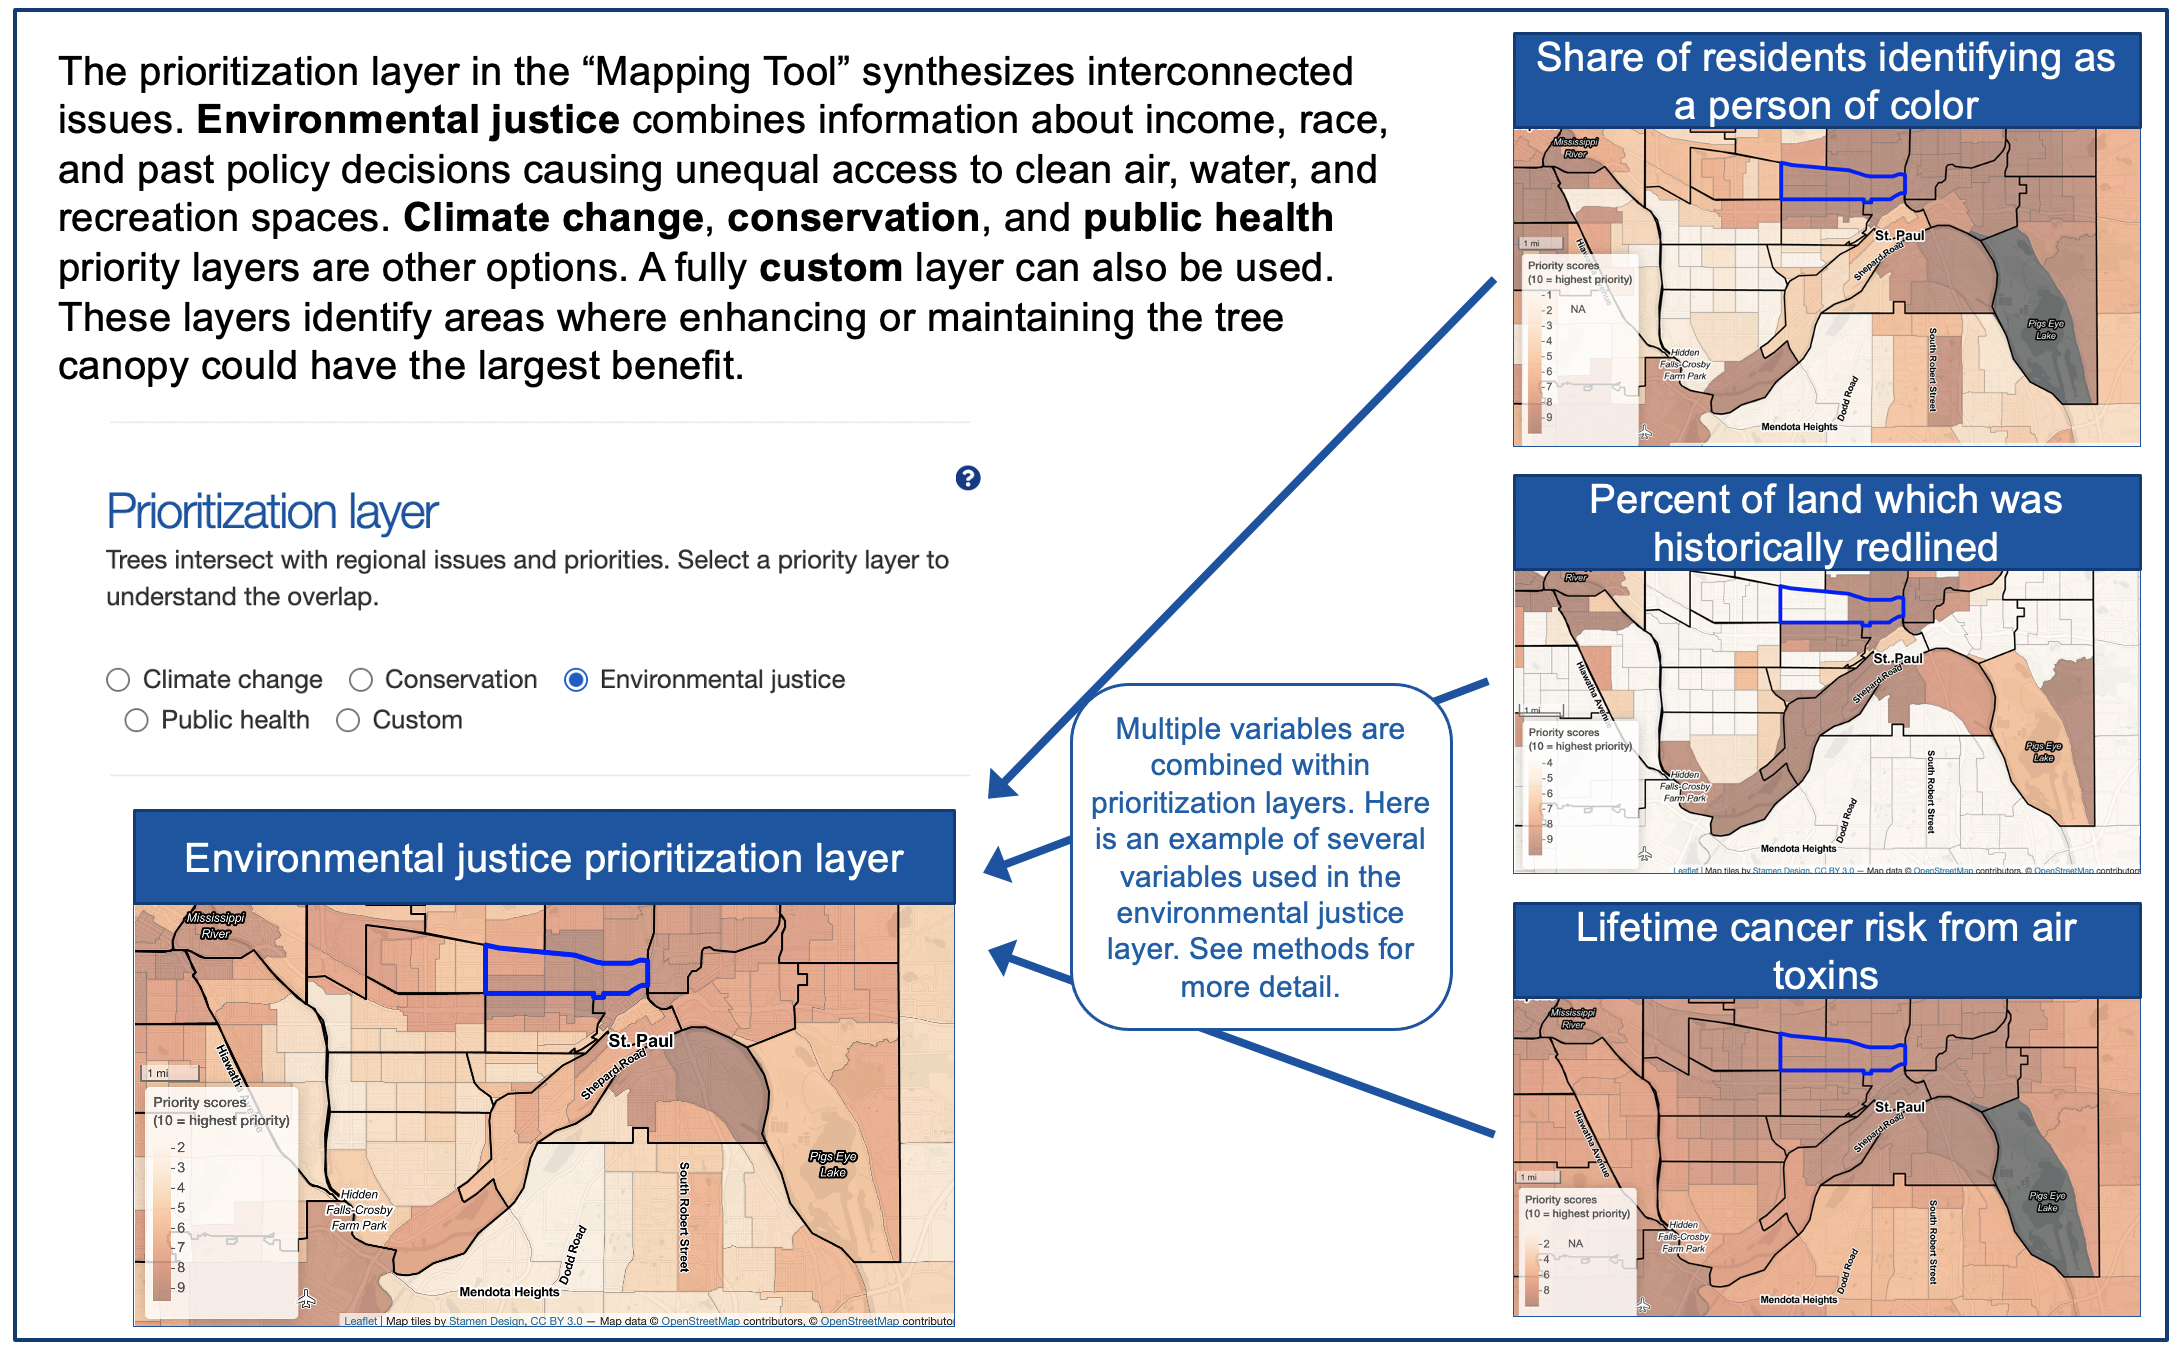 The prioritization layer in the “Mapping Tool” synthesizes interconnected
issues. Environmental justice combines information about income, race,
and past policy decisions causing unequal access to clean air, water, and
recreation spaces. Climate change, conservation, and public health
priority layers are other options. A fully custom layer can also be used.
These layers identify areas where enhancing or maintaining the tree
canopy could have the largest benefit.
?
Prioritization layer
Trees intersect with regional issues and priorities. Select a priority layer to
understand the overlap.
Climate change Conservation Environmental justice
Public health Custom
Environmental justice prioritization layer
Mississippi
River
St. Paul
Shepard Road
Hiawath
1 mi
Priority scores
(10 = highest priority)
-2
-3
-4
-5
-6
-7
-8
-9
Pigs Eye
Lake
Hidden
Falls-Crosby
Farm Park
South Robert Street
Dodd Road
Mendota Heights
Leaflet | Map tiles by Stamen Design, CC BY 3.0 — Map data © OpenStreetMap contributors, © OpenStreetMap contributo
Multiple variables are
combined within
prioritization layers. Here
is an example of several
variables used in the
environmental justice
layer. See methods for
more detail.
Share of residents identifying as
a person of color
Mississippi
River
St. Paul
Shepard Road
1 mi
Priority scores
(10 = highest priority)
-1
-2
-3
-4
-5
-6
-7
-8
-9
NA
Pigs Eye
Lake
Hidden
Falls-Crosby
Farm Park
South Robert Street
Dodd Road
Mendota Heights
Percent of land which was
historically redlined
River
St. Paul
Shepard Road
Hiawatha Avenue
1 mi
Priority scores
(10 = highest priority)
-4
-5
-6
-7
-8
-9
Pigs Eye
Lake
Hidden
Falls-Crosby
Farm Park
South Robert Street
Dodd Road
Mendota Heights
Leaflet | Map tiles by Stamen Design, CC BY 3.0 — Map data © OpenStreetMap contributors, © OpenStreetMap contributors
Lifetime cancer risk from air
toxins
Mississippi
River
St. Paul
Shepard Road
Hiawatha Avenue
1 mi
Priority scores
(10 = highest priority)
-2
-4
-6
-8
NA
Pigs Eye
Lake
Hidden
Falls-Crosby
Farm Park
South Robert Street
Dodd Road
Mendota Heights